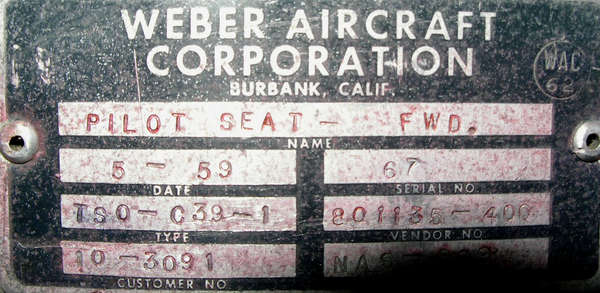 WEBER AIRCRAFT
CORPORATION
BURBANK, CALIF.
WAC
62
PILOT SEAT- FWD.
NAME
5-59 67
DATE SERIAL NO.
TSO-C39-1 801135-400
TYPE VENDOR NO.
10-3091 NAS-
CUSTOMER NO.